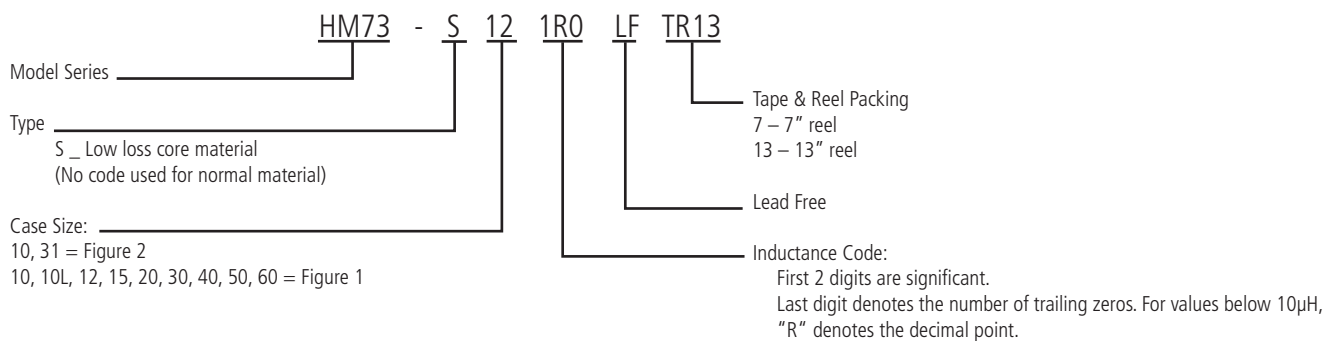 HM73 - S 12 1R0 LF TR13
Model Series
Type
S _ Low loss core material
(No code used for normal material)
Case Size:
10, 31 = Figure 2
10, 10L, 12, 15, 20, 30, 40, 50, 60 = Figure 1
Tape & Reel Packing
7 – 7” reel
13 – 13” reel
Lead Free
Inductance Code:
First 2 digits are significant.
Last digit denotes the number of trailing zeros. For values below 10µH,
“R” denotes the decimal point.